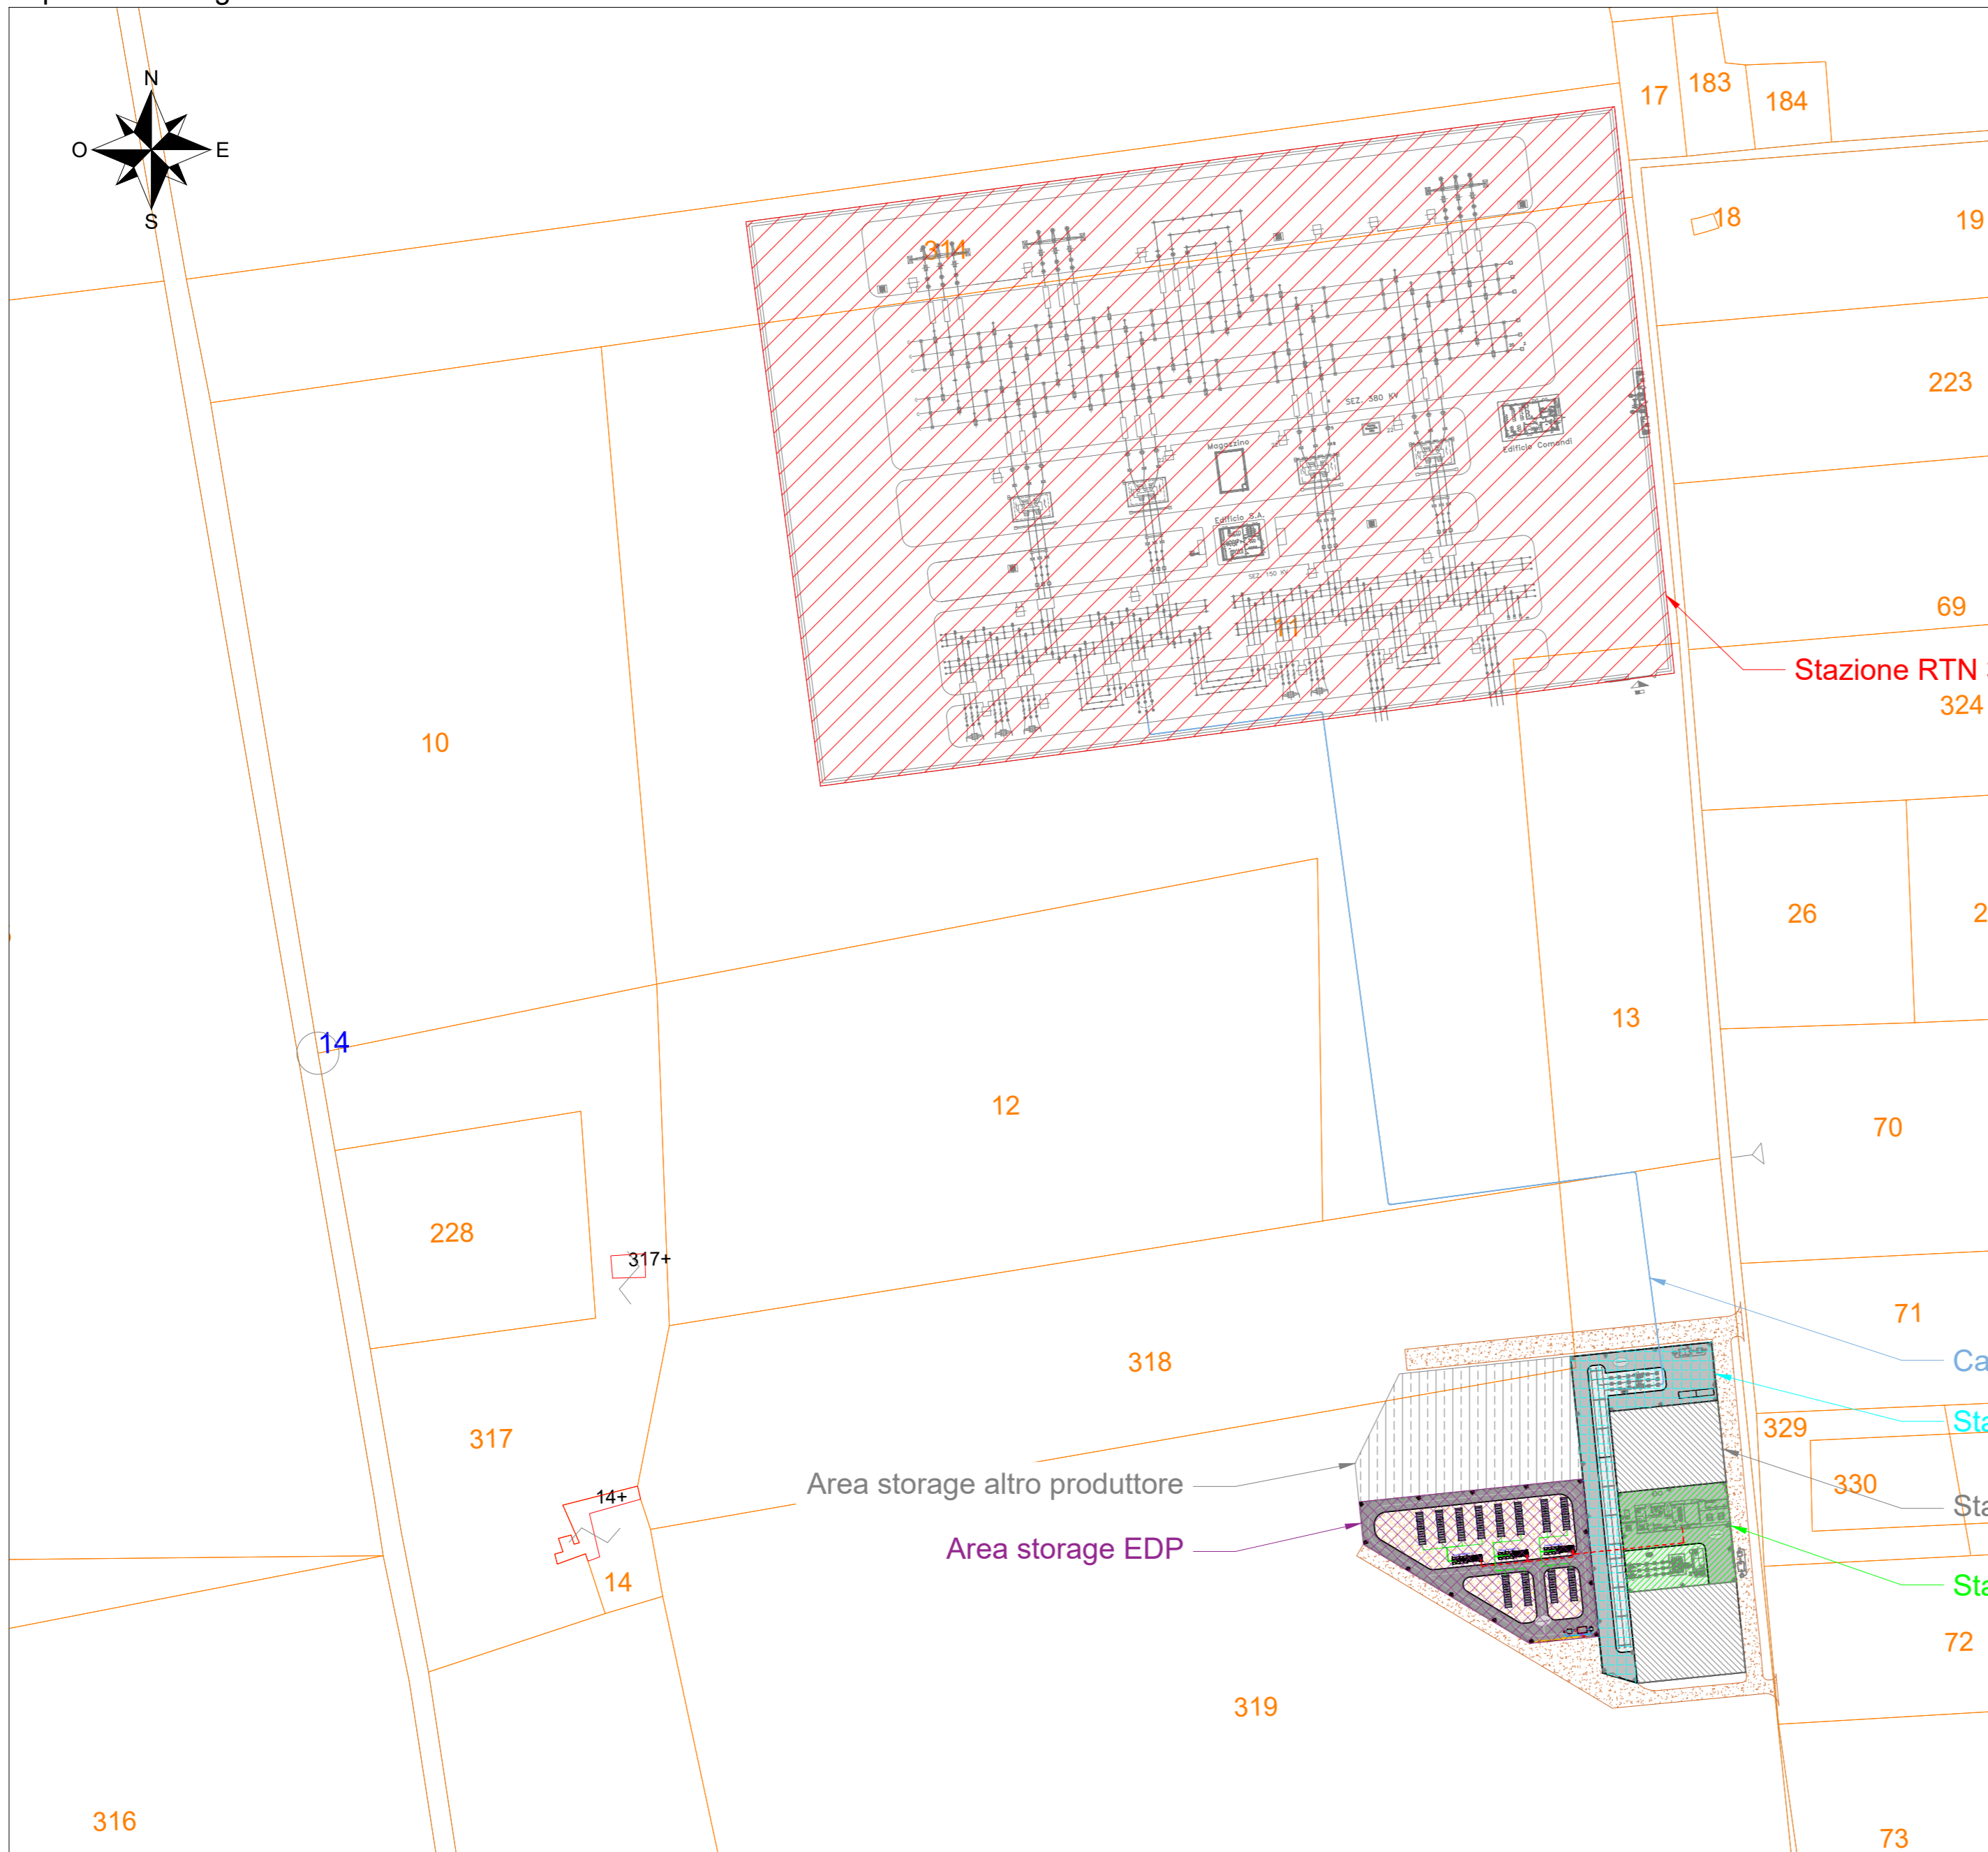 N
O
E
S
17
183
184
18
19
314
223
SEZ. 380 KV
Magazzino
Edificio Comandi
Edificio S.A.
SEZ. 150 KV
11
69
Stazione RTN
324
10
26
2
13
14
12
70
228
317+
71
318
Ca
Sta
329
317
330
Area storage altro produttore
14+
Sta
Area storage EDP
14
Sta
72
319
316
73